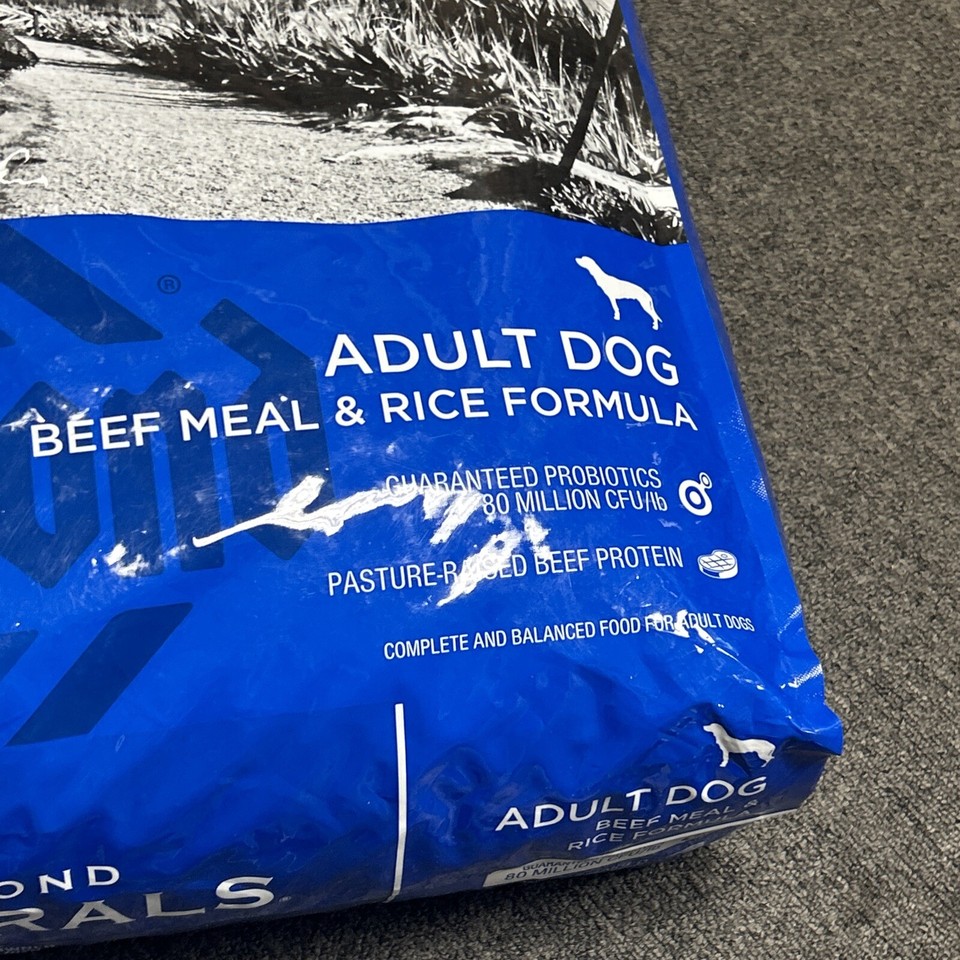 ®
ADULT DOG
BEEF MEAL & RICE FORMULA
GUARANTEED PROBIOTICS
80 MILLION CFU/lb
PASTURE-RAISED BEEF PROTEIN
COMPLETE AND BALANCED FOOD FOR ADULT DOGS
ADULT DOG
BEEF MEAL &
RICE FORMULA
80 MILLION
OND
RALS